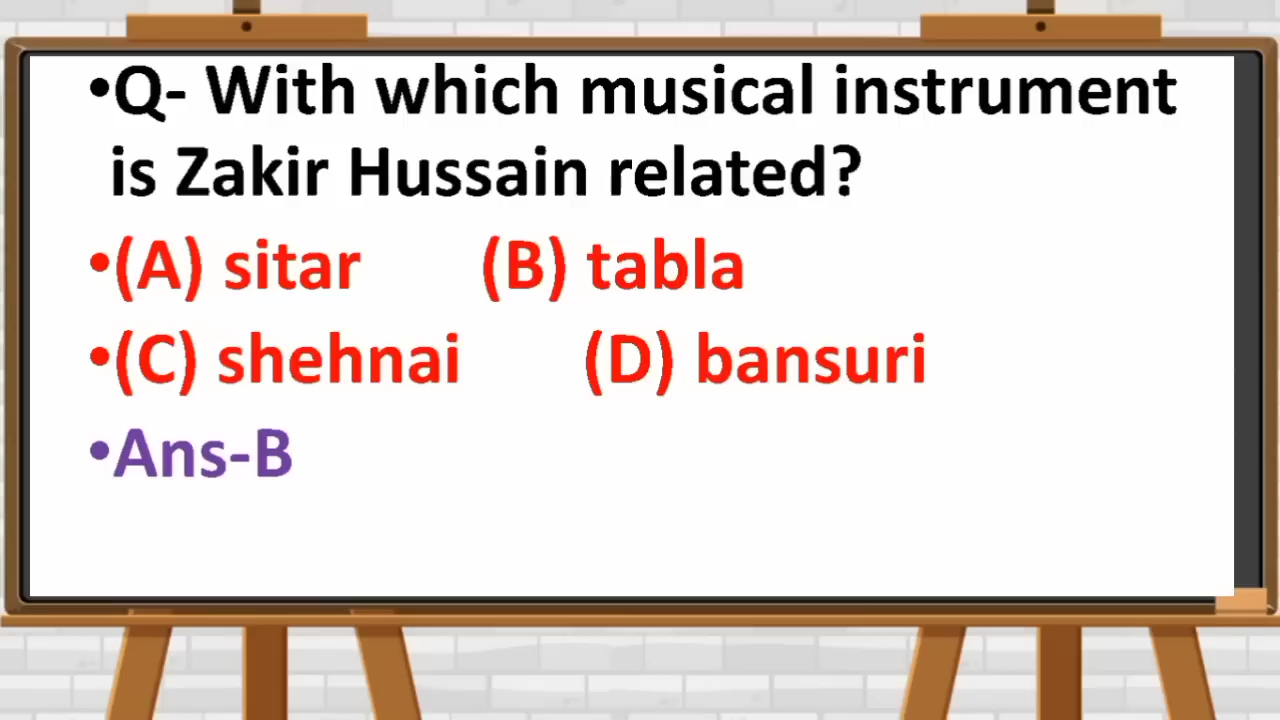 •Q- With which musical instrument
is Zakir Hussain related?
•(A) sitar (B) tabla
•(C) shehnai (D) bansuri
•Ans-B